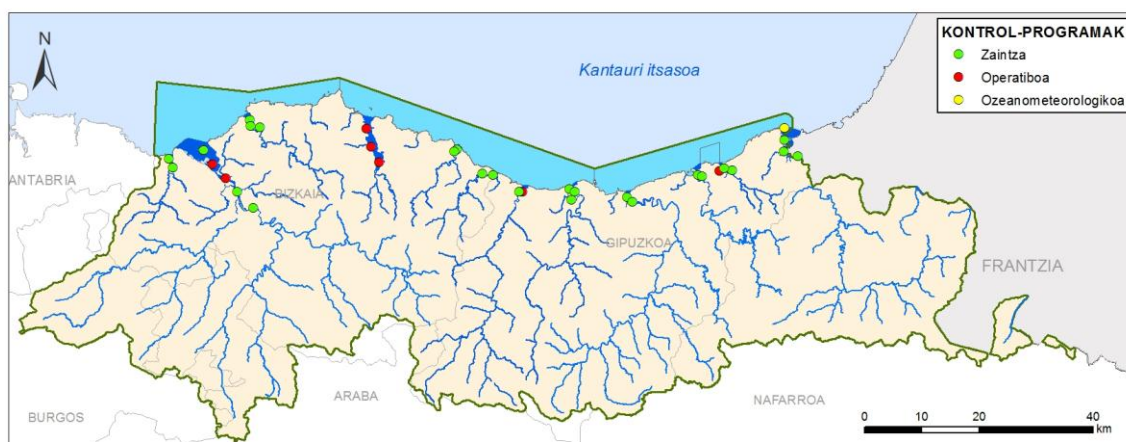 KONTROL-PROGRAMAK
Zaintza
Operatiboa
Ozeanometeorologikoa
N
Kantauri itsasoa
ANTABRIA
BIZKAIA
GIPUZKOA
FRANTZIA
ARABA
NAFARROA
BURGOS
0 10 20 40
km